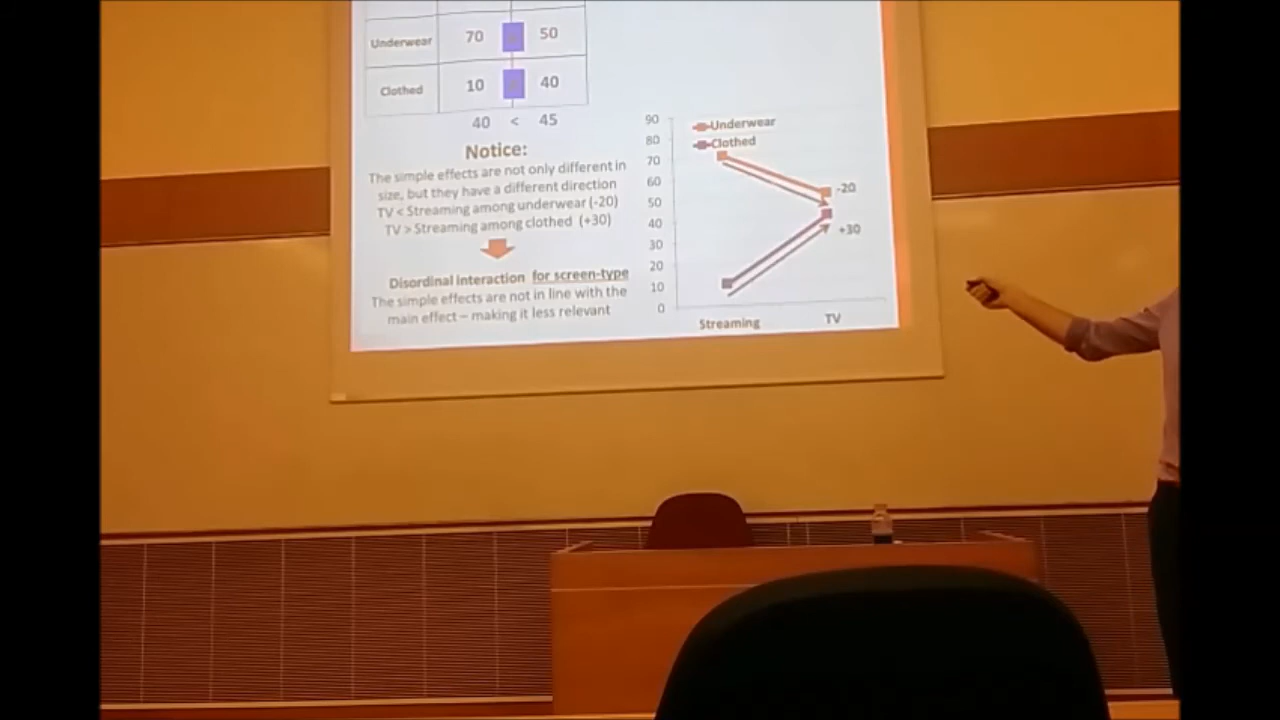 Underwear 70 50
Clothed 10 40
40 < 45
Notice:
The simple effects are not only different in
size, but they have a different direction
TV < Streaming among underwear (-20)
TV > Streaming among clothed (+30)
Disordinal interaction for screen-type
The simple effects are not in line with the
main effect – making it less relevant
90
80
70
60
50
40
30
20
10
0
Underwear
Clothed
-20
+30
Streaming TV